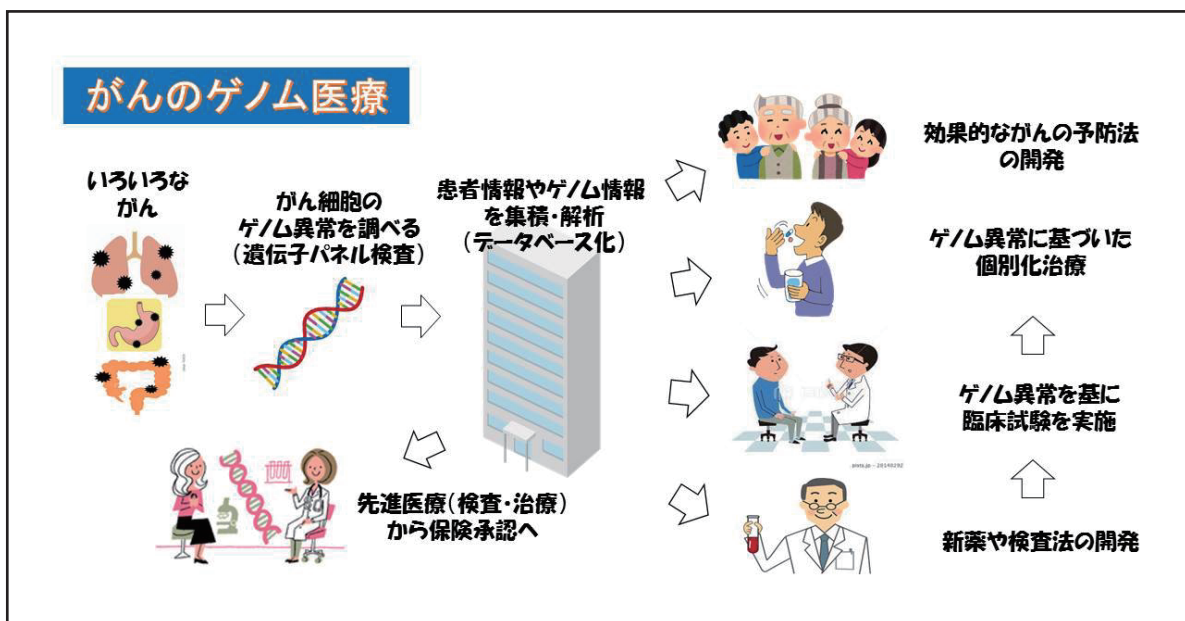 がんのゲノム医療
いろいろな
がん
がん細胞の
ゲノム異常を調べる
（遺伝子パネル検査）
患者情報やゲノム情報
を集積・解析
（データベース化）
効果的ながんの予防法
の開発
ゲノム異常に基づいた
個別化治療
ゲノム異常を基に
臨床試験を実施
新薬や検査法の開発
先進医療（検査・治療）
から保険承認へ